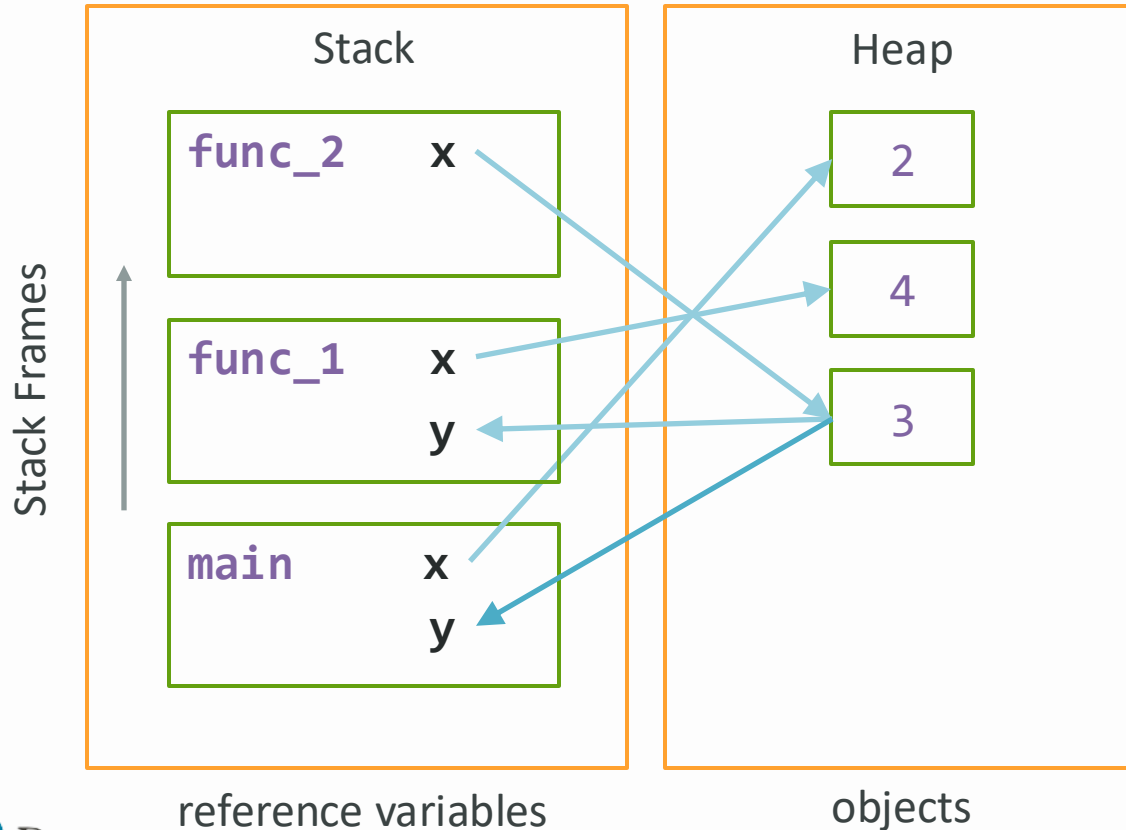 Stack
Heap
Stack Frames
func_2 x
2
4
func_1 x
y
3
main x
y
reference variables
objects